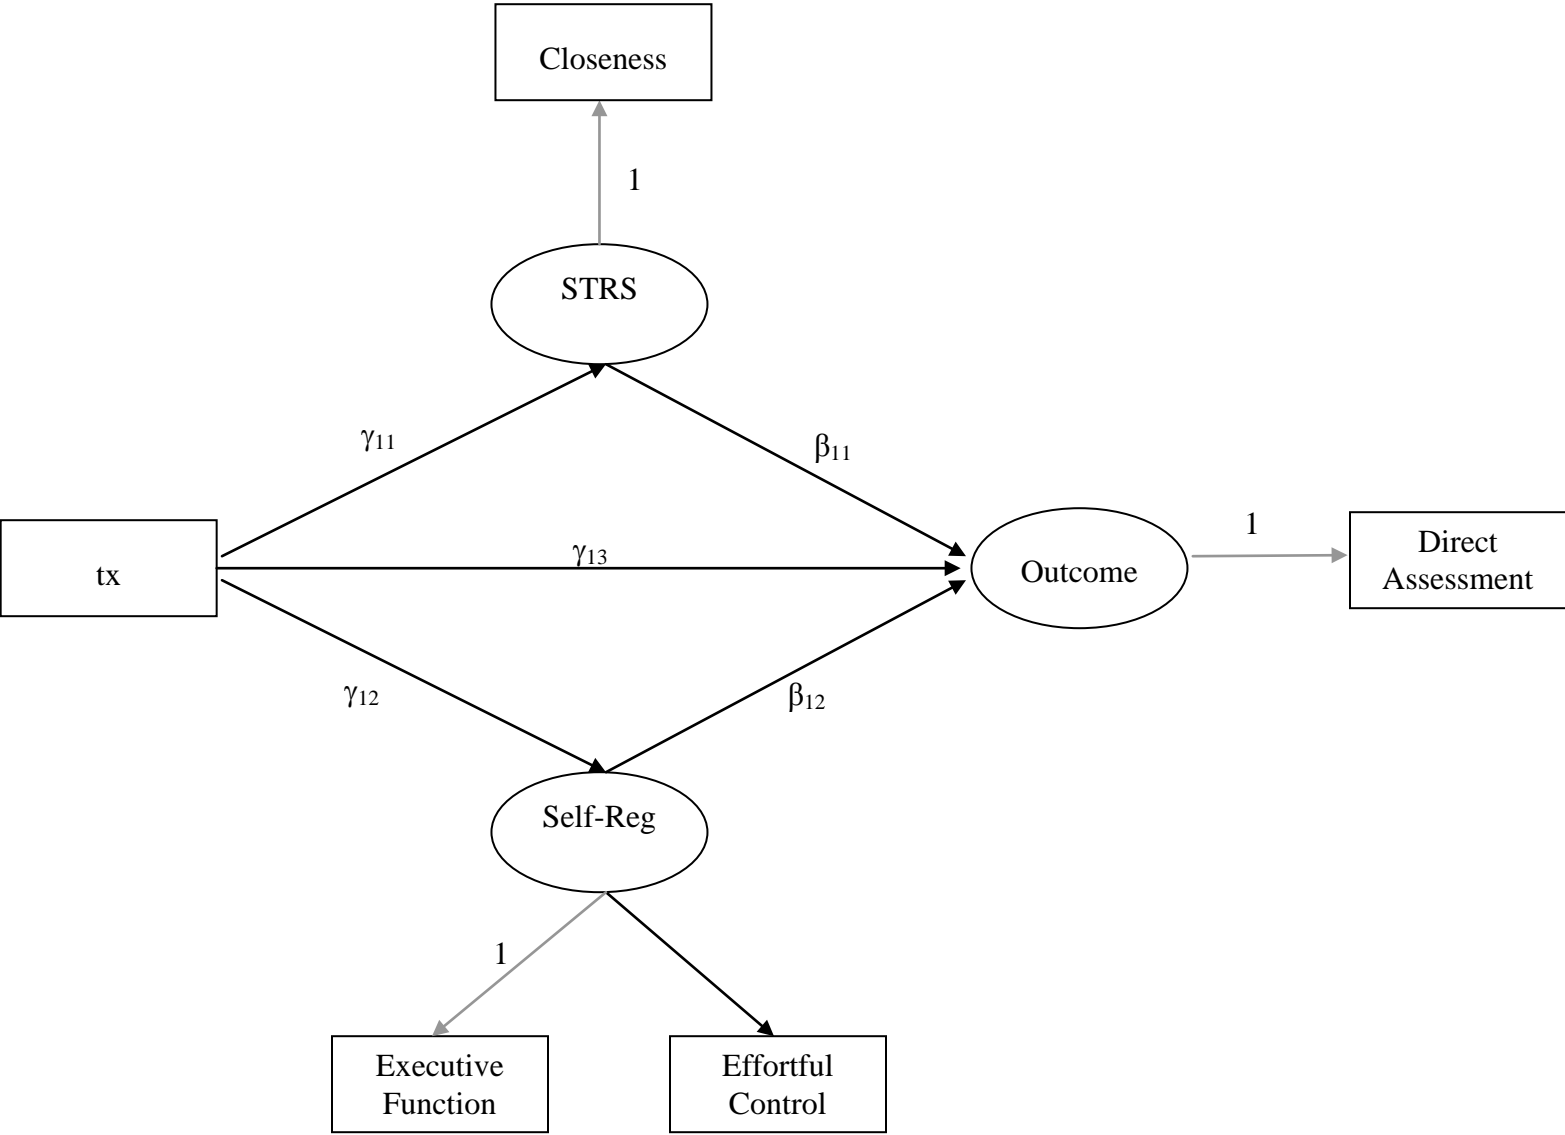 Closeness
1
STRS
γ11
β11
tx
γ13
Outcome
1
Direct
Assessment
γ12
β12
Self-Reg
1
Executive
Function
Effortful
Control